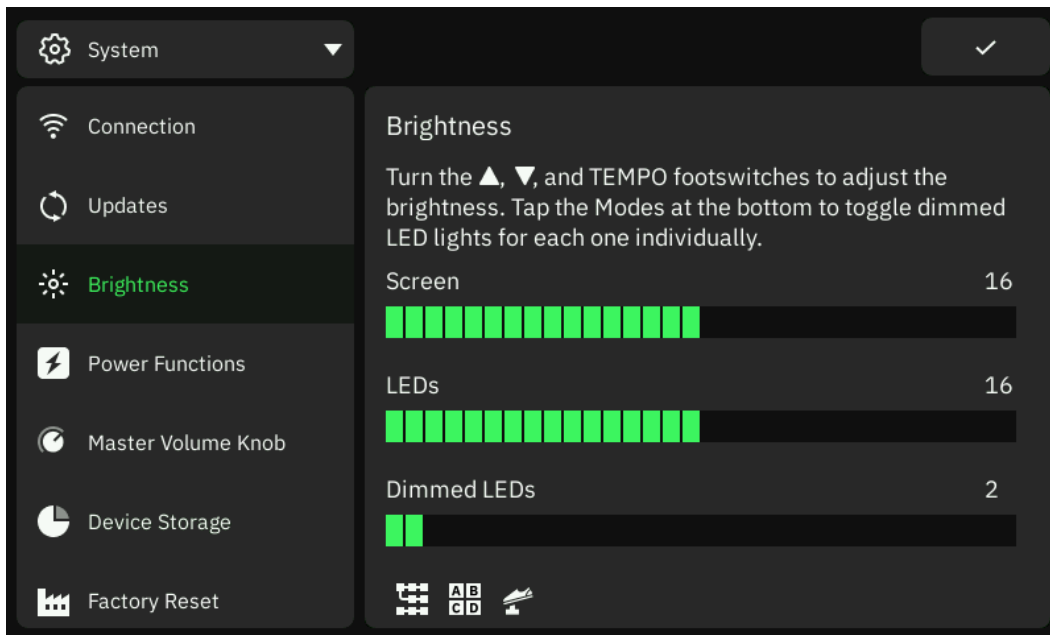 System
Connection
Updates
Brightness
Power Functions
Master Volume Knob
Device Storage
Factory Reset
Brightness
Turn the ▲, ▼, and TEMPO footswitches to adjust the
brightness. Tap the Modes at the bottom to toggle dimmed
LED lights for each one individually.
Screen 16
LEDs 16
Dimmed LEDs 2
A B
C D